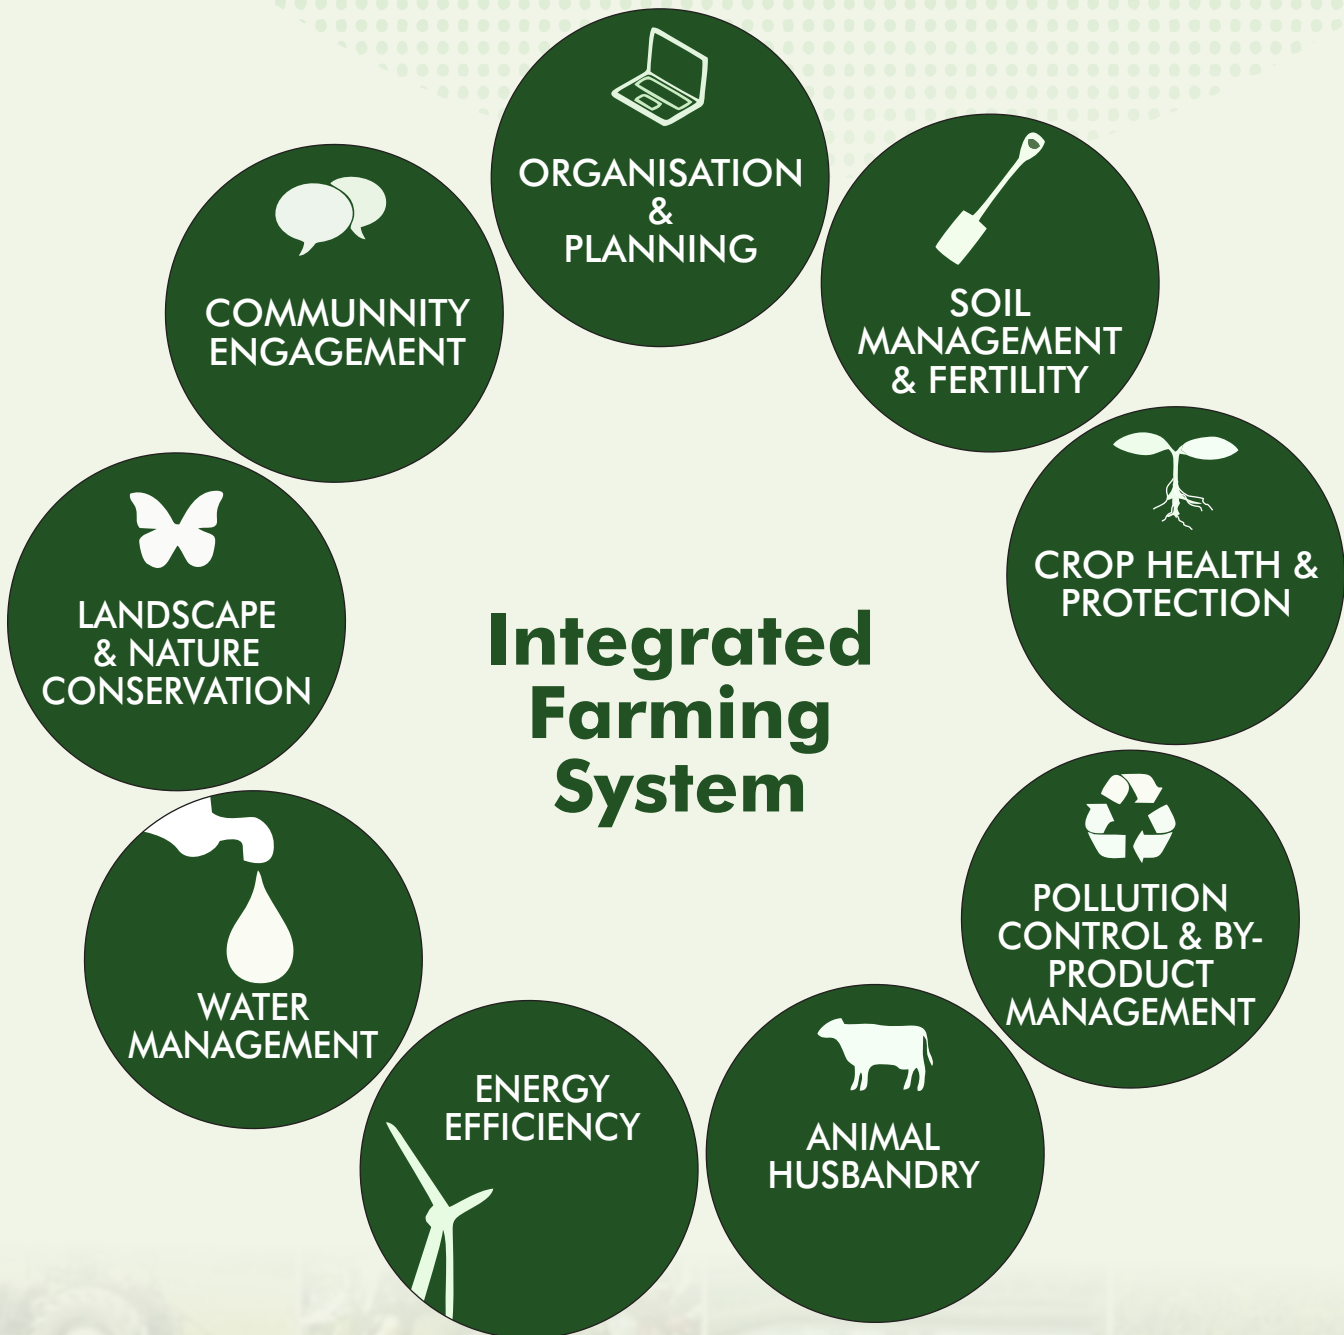 ORGANISATION
&
PLANNING
SOIL
MANAGEMENT
& FERTILITY
CROP HEALTH &
PROTECTION
POLLUTION
CONTROL & BY-
PRODUCT
MANAGEMENT
ANIMAL
HUSBANDRY
ENERGY
EFFICIENCY
WATER
MANAGEMENT
LANDSCAPE
& NATURE
CONSERVATION
COMMUNNITY
ENGAGEMENT
Integrated
Farming
System